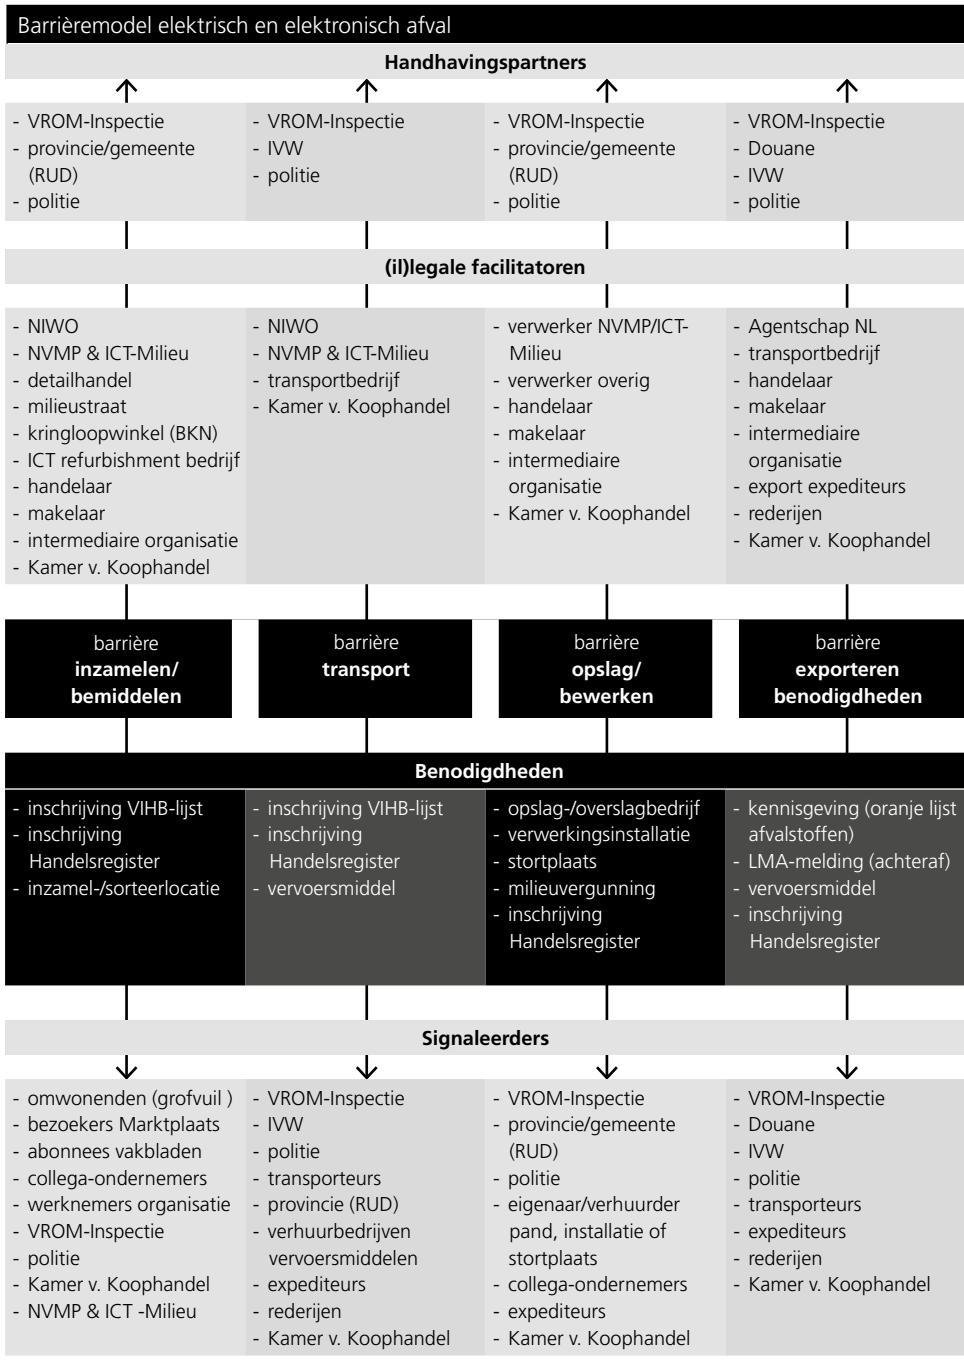 Barrièremodel elektrisch en elektronisch afval
Handhavingspartners
- VROM-Inspectie
- provincie/gemeente
(RUD)
- politie
- VROM-Inspectie
- IVW
- politie
- VROM-Inspectie
- provincie/gemeente
(RUD)
- politie
- VROM-Inspectie
- Douane
- IVW
- politie
(il)legale facilitatoren
- NIWO
- NVMP & ICT-Milieu
- detailhandel
- milieustraat
- kringloopwinkel (BKN)
- ICT refurbishment bedrijf
- handelaar
- makelaar
- intermediaire organisatie
- Kamer v. Koophandel
- NIWO
- NVMP & ICT-Milieu
- transportbedrijf
- Kamer v. Koophandel
- verwerker NVMP/ICT-
Milieu
- verwerker overig
- handelaar
- makelaar
- intermediaire
organisatie
- Kamer v. Koophandel
- Agentschap NL
- transportbedrijf
- handelaar
- makelaar
- intermediaire
organisatie
- export expediteurs
- rederijen
- Kamer v. Koophandel
barrière
inzamelen/
bemiddelen
barrière
transport
barrière
opslag/
bewerken
barrière
exporteren
benodigdheden
Benodigdheden
- inschrijving VIHB-lijst
- inschrijving
Handelsregister
- inzamel-/sorteerlocatie
- inschrijving VIHB-lijst
- inschrijving
Handelsregister
- vervoersmiddel
- opslag-/overslagbedrijf
- verwerkingsinstallatie
- stortplaats
- milieuvergunning
- inschrijving
Handelsregister
- kennisgeving (oranje lijst
afvalstoffen)
- LMA-melding (achteraf)
- vervoersmiddel
- inschrijving
Handelsregister
Signaleerders
- omwonenden (grofvuil )
- bezoekers Marktplaats
- abonnees vakbladen
- collega-ondernemers
- werknemers organisatie
- VROM-Inspectie
- politie
- Kamer v. Koophandel
- NVMP & ICT -Milieu
- VROM-Inspectie
- IVW
- politie
- transporteurs
- provincie (RUD)
- verhuurbedrijven
vervoersmiddelen
- expediteurs
- rederijen
- Kamer v. Koophandel
- VROM-Inspectie
- provincie/gemeente
(RUD)
- politie
- eigenaar/verhuurder
pand, installatie of
stortplaats
- collega-ondernemers
- expediteurs
- Kamer v. Koophandel
- VROM-Inspectie
- Douane
- IVW
- politie
- transporteurs
- expediteurs
- rederijen
- Kamer v. Koophandel